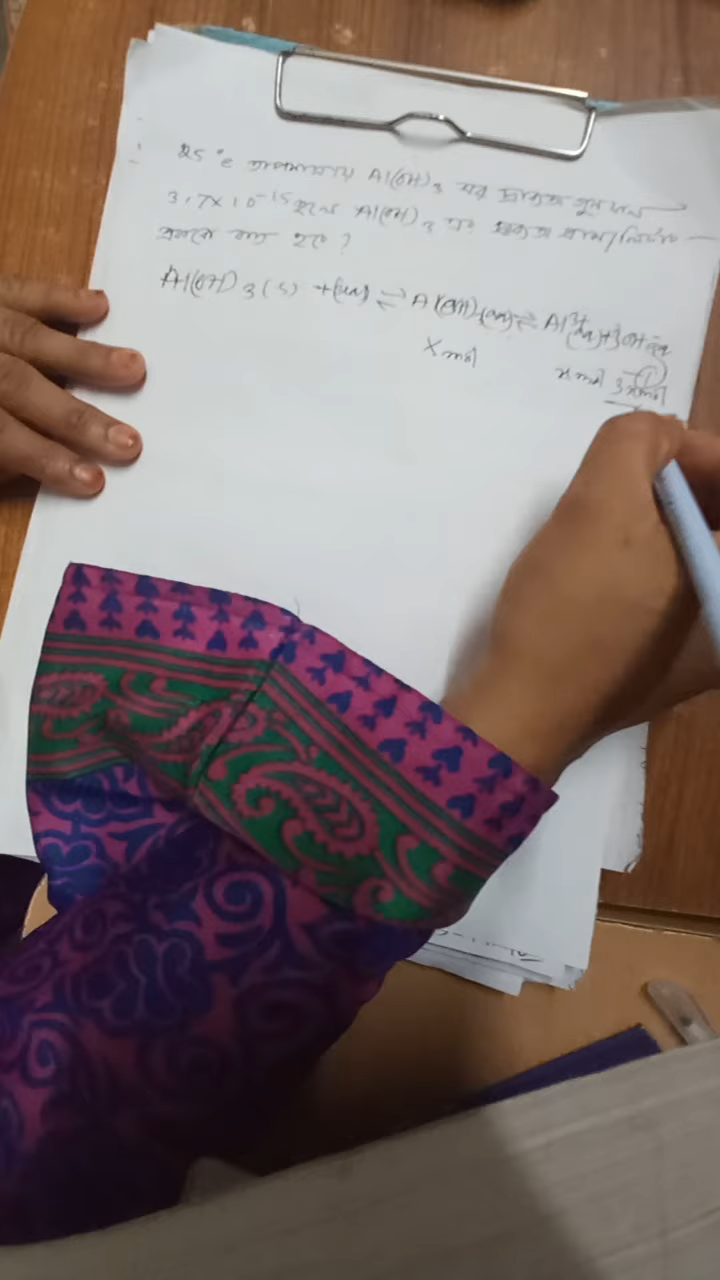 25 °c তাপমাত্রায় Al(OH)3 এর দ্রাব্যতা গুনফল
3.7×10-15 হলে Al(OH)3 এর দ্রাব্যতা
কত হবে ?
Al(OH)3(s) +(aq) ⇌ Al(OH)3(aq) ⇌ Al3+(aq)+3OH-(aq)
x mol x mol 3x mol